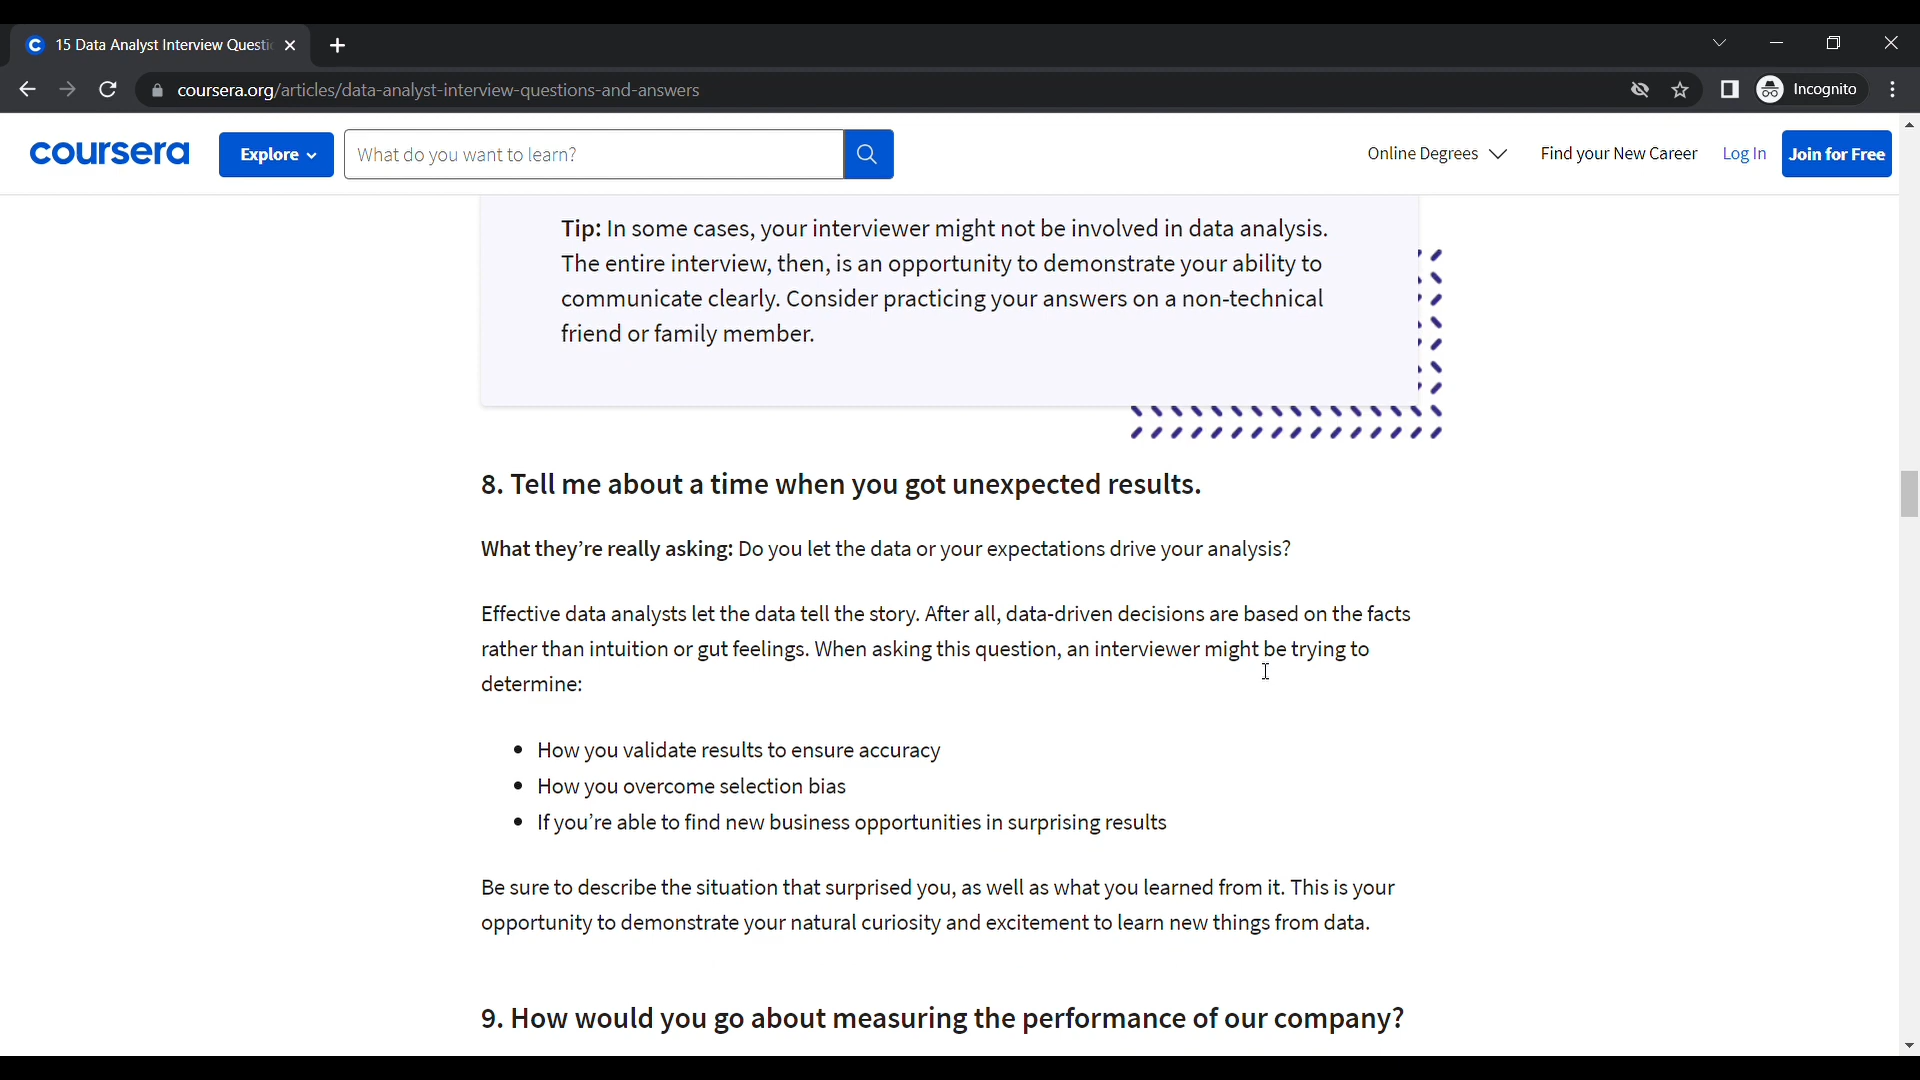 15 Data Analyst Interview Questi
coursera.org/articles/data-analyst-interview-questions-and-answers
Incognito
coursera
Explore
What do you want to learn?
Online Degrees
Find your New Career
Log In
Join for Free
Tip: In some cases, your interviewer might not be involved in data analysis.
The entire interview, then, is an opportunity to demonstrate your ability to
communicate clearly. Consider practicing your answers on a non-technical
friend or family member.
8. Tell me about a time when you got unexpected results.
What they’re really asking: Do you let the data or your expectations drive your analysis?
Effective data analysts let the data tell the story. After all, data-driven decisions are based on the facts
rather than intuition or gut feelings. When asking this question, an interviewer might be trying to
determine:
• How you validate results to ensure accuracy
• How you overcome selection bias
• If you’re able to find new business opportunities in surprising results
Be sure to describe the situation that surprised you, as well as what you learned from it. This is your
opportunity to demonstrate your natural curiosity and excitement to learn new things from data.
9. How would you go about measuring the performance of our company?